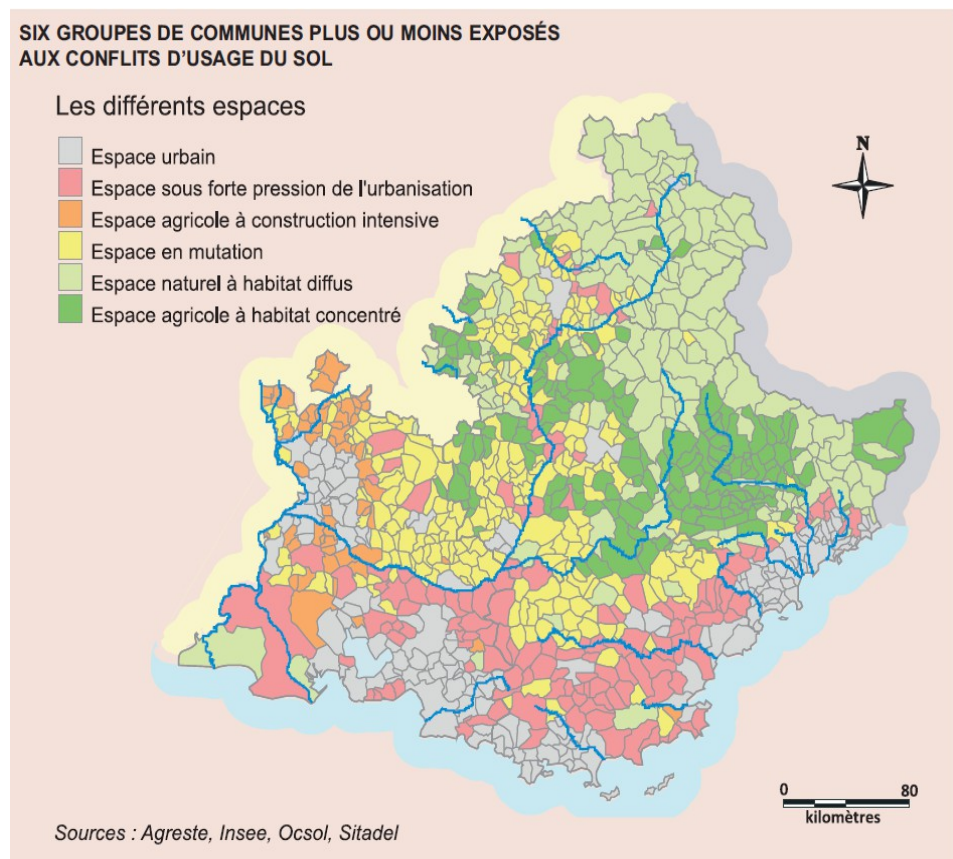 SIX GROUPES DE COMMUNES PLUS OU MOINS EXPOSÉS
AUX CONFLITS D'USAGE DU SOL
Les différents espaces
Espace urbain
Espace sous forte pression de l'urbanisation
Espace agricole à construction intensive
Espace en mutation
Espace naturel à habitat diffus
Espace agricole à habitat concentré
N
0 80
kilomètres
Sources : Agreste, Insee, Ocsol, Sitadel